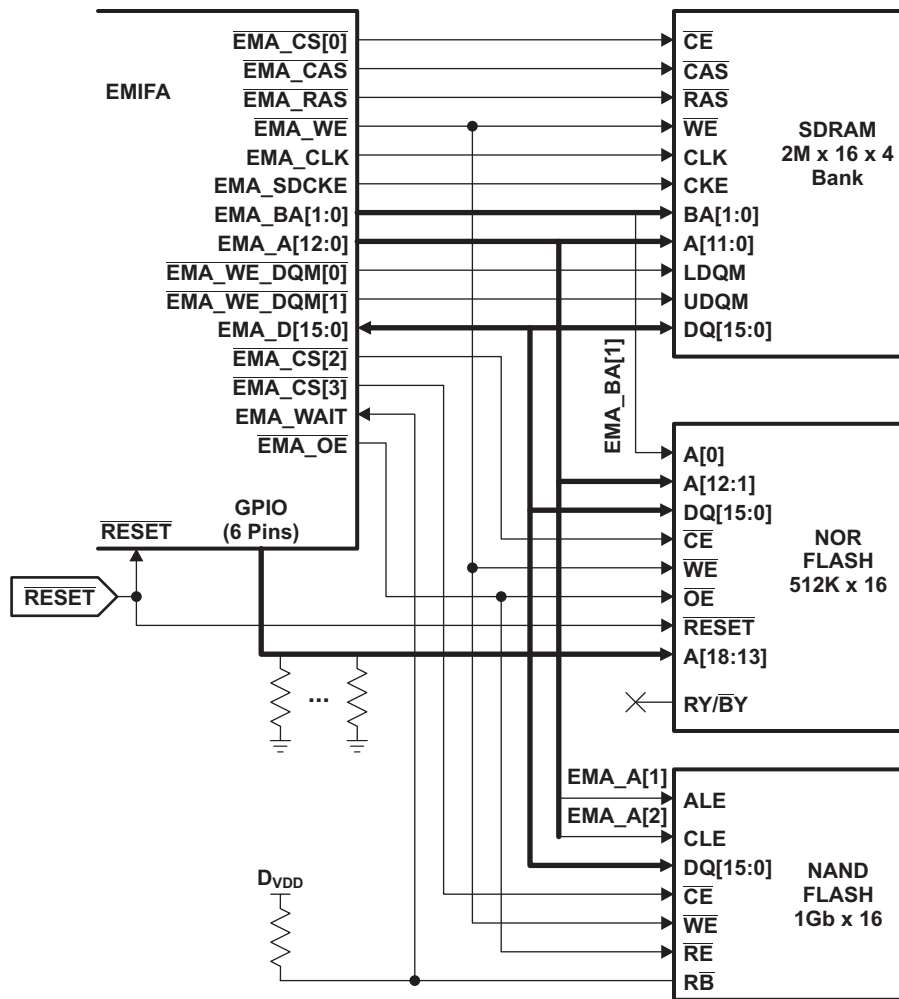 EMIFA
EMA_CS[0]
EMA_CAS
EMA_RAS
EMA_WE
EMA_CLK
EMA_SDCKE
EMA_BA[1:0]
EMA_A[12:0]
EMA_WE_DQM[0]
EMA_WE_DQM[1]
EMA_D[15:0]
EMA_CS[2]
EMA_CS[3]
EMA_WAIT
EMA_OE
GPIO
(6 Pins)
RESET
RESET
CE
CAS
RAS
WE
CLK
CKE
BA[1:0]
A[11:0]
LDQM
UDQM
DQ[15:0]
SDRAM
2M x 16 x 4
Bank
EMA_BA[1]
A[0]
A[12:1]
DQ[15:0]
CE
WE
OE
RESET
A[18:13]
RY/BY
NOR
FLASH
512K x 16
...
EMA_A[1]
EMA_A[2]
ALE
CLE
DQ[15:0]
CE
WE
RE
RB
NAND
FLASH
1Gb x 16
DVDD